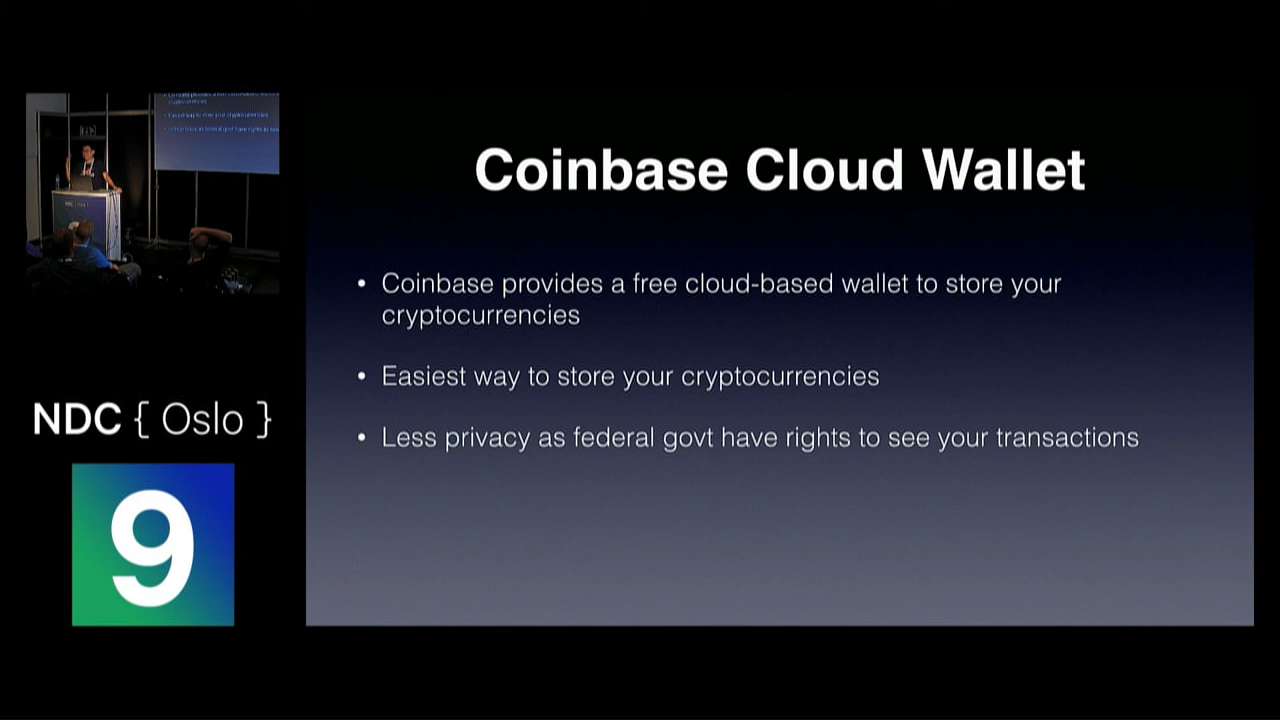 Coinbase Cloud Wallet
• Coinbase provides a free cloud-based wallet to store your
cryptocurrencies
• Easiest way to store your cryptocurrencies
• Less privacy as federal govt have rights to see your transactions
NDC { Oslo }
9